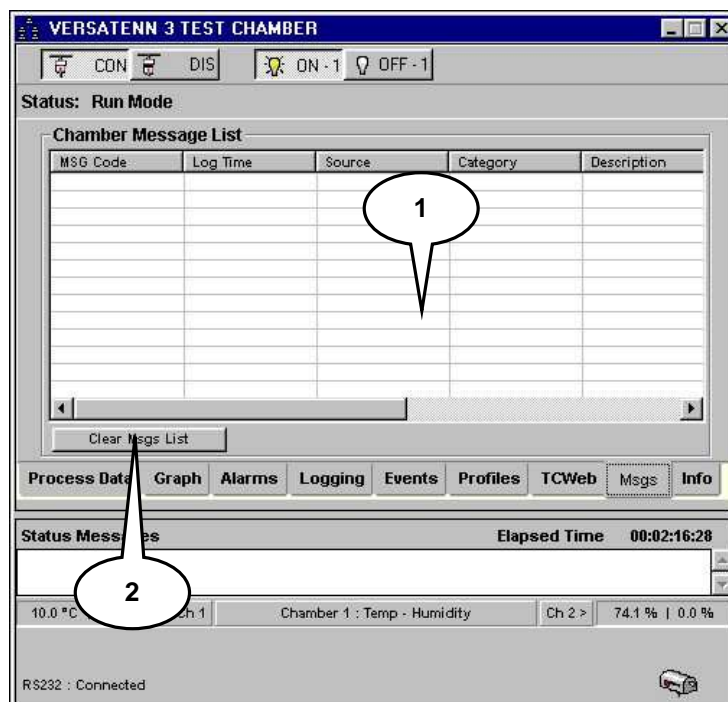 VERSATENN 3 TEST CHAMBER
CON DIS ON - 1 OFF - 1
Status: Run Mode
Chamber Message List
MSG Code Log Time Source Category Description
1
Clear Msgs List
Process Data Graph Alarms Logging Events Profiles TCWeb Msgs Info
Status Messages Elapsed Time 00:02:16:28
2
10.0 °C Ch 1 Chamber 1 : Temp - Humidity Ch 2 > 74.1 % | 0.0 %
RS232 : Connected